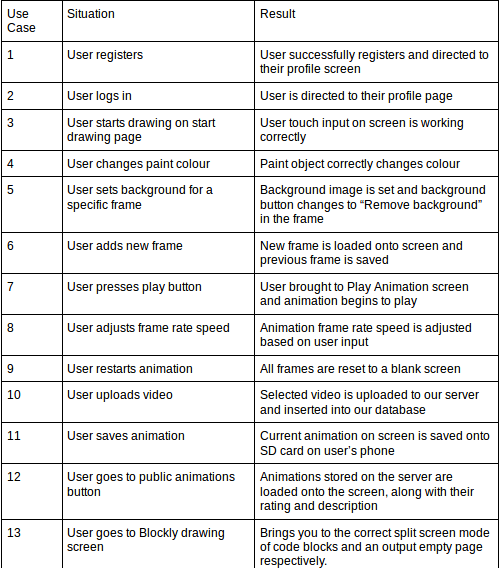 Use Case Situation Result
1 User registers User successfully registers and directed to their profile screen
2 User logs in User is directed to their profile page
3 User starts drawing on start drawing page User touch input on screen is working correctly
4 User changes paint colour Paint object correctly changes colour
5 User sets background for a specific frame Background image is set and background button changes to “Remove background” in the frame
6 User adds new frame New frame is loaded onto screen and previous frame is saved
7 User presses play button User brought to Play Animation screen and animation begins to play
8 User adjusts frame rate speed Animation frame rate speed is adjusted based on user input
9 User restarts animation All frames are reset to a blank screen
10 User uploads video Selected video is uploaded to our server and inserted into our database
11 User saves animation Current animation on screen is saved onto SD card on user’s phone
12 User goes to public animations button Animations stored on the server are loaded onto the screen, along with their rating and description
13 User goes to Blockly drawing screen Brings you to the correct split screen mode of code blocks and an output empty page respectively.